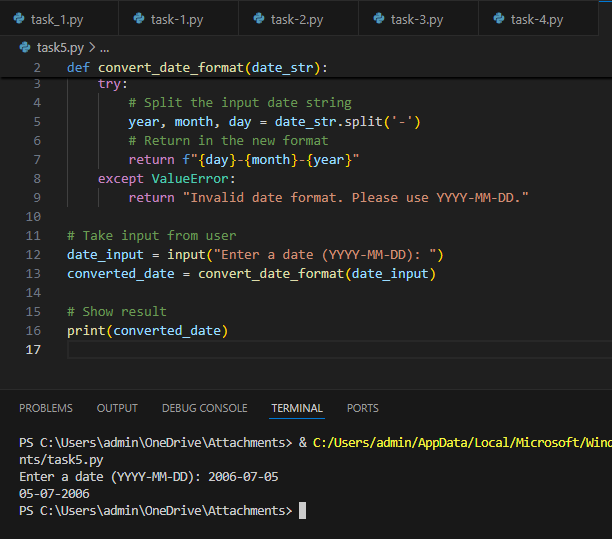 task_1.py task-1.py task-2.py task-3.py task-4.py
task5.py > ...
2 def convert_date_format(date_str):
3     try:
4         # Split the input date string
5         year, month, day = date_str.split('-')
6         # Return in the new format
7         return f"{day}-{month}-{year}"
8     except ValueError:
9         return "Invalid date format. Please use YYYY-MM-DD."
10
11 # Take input from user
12 date_input = input("Enter a date (YYYY-MM-DD): ")
13 converted_date = convert_date_format(date_input)
14
15 # Show result
16 print(converted_date)
17
PROBLEMS OUTPUT DEBUG CONSOLE TERMINAL PORTS
PS C:\Users\admin\OneDrive\Attachments> & C:/Users/admin/AppData/Local/Microsoft/Wind
nts/task5.py
Enter a date (YYYY-MM-DD): 2006-07-05
05-07-2006
PS C:\Users\admin\OneDrive\Attachments>